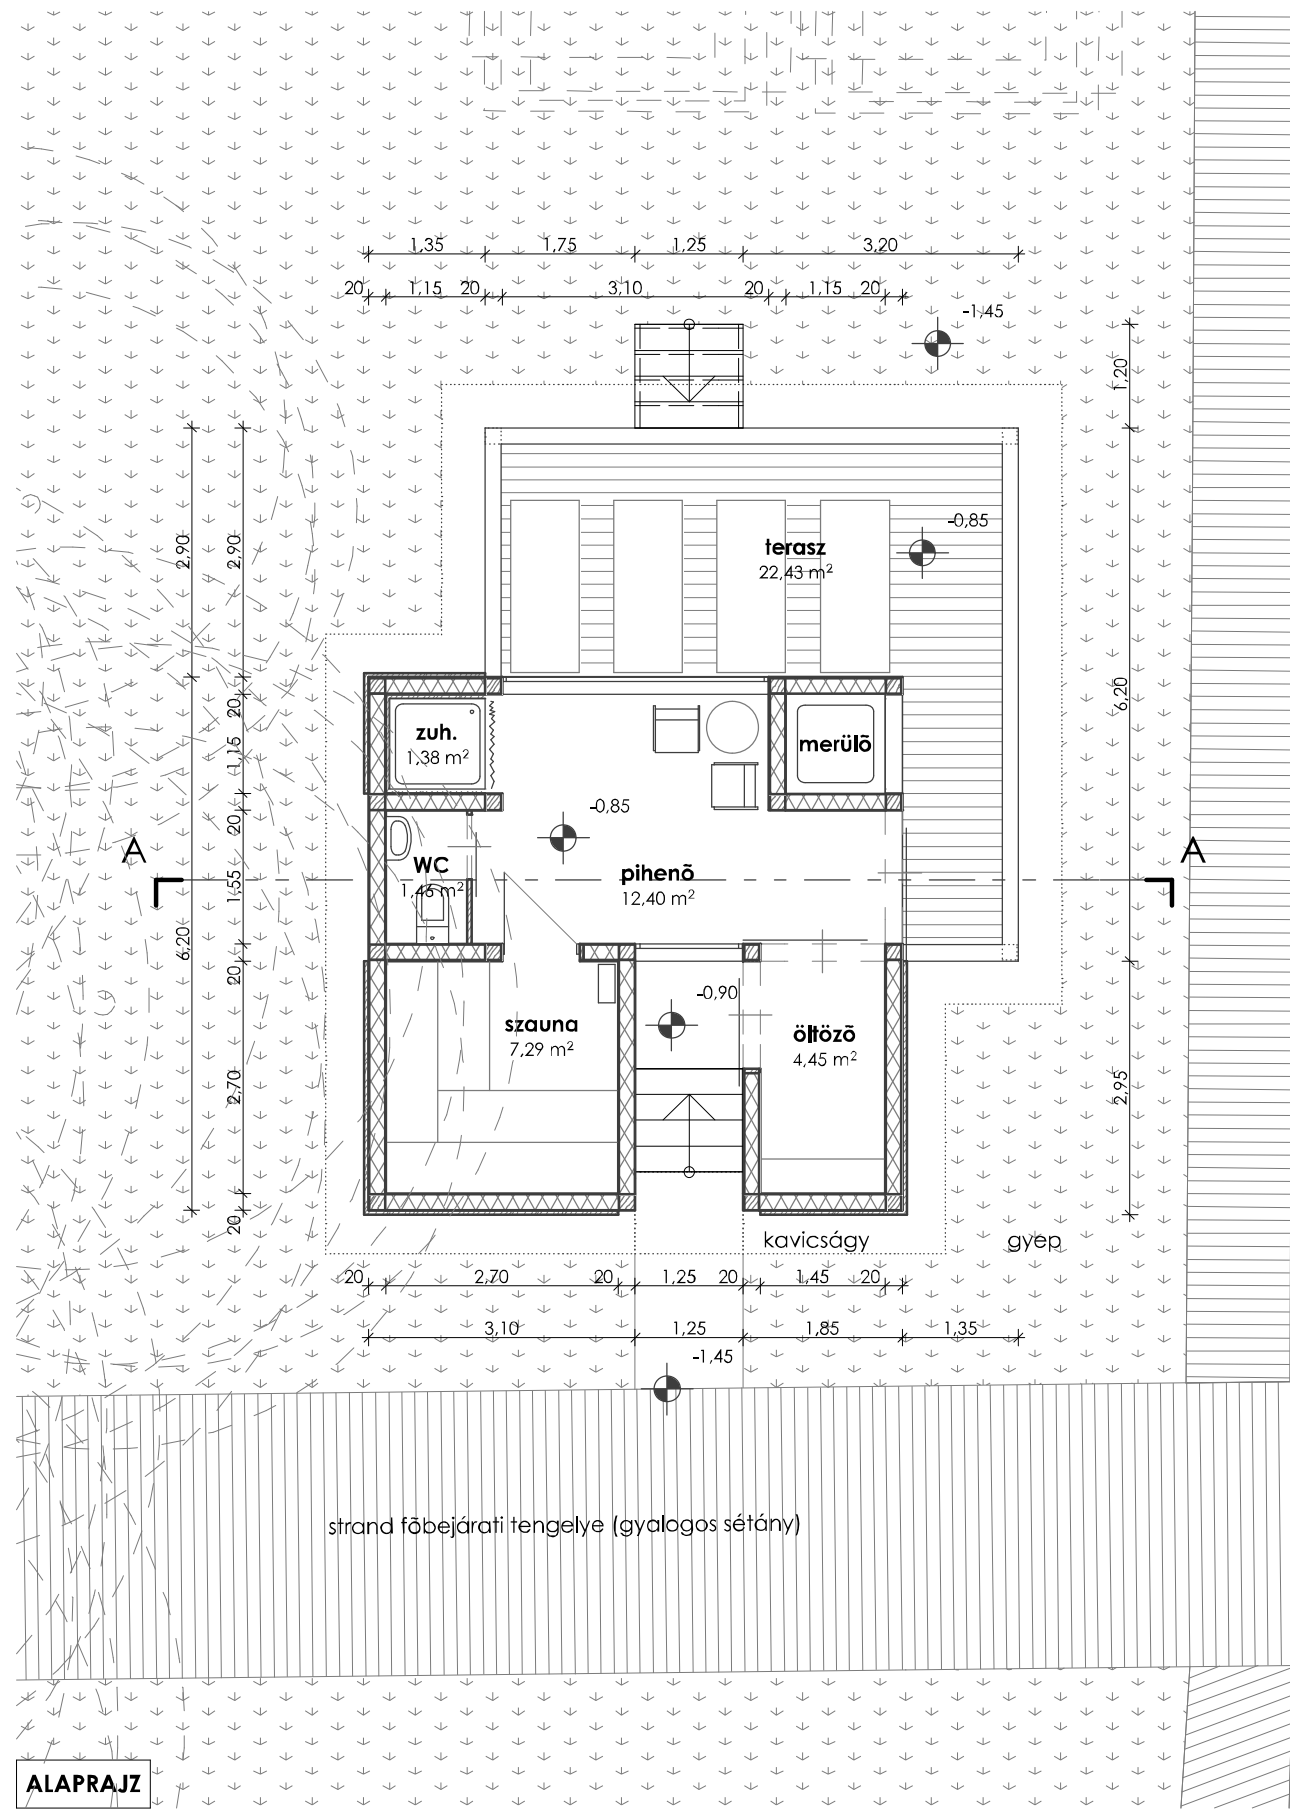 1,35 1,75 1,25 3,20
20 1,15 20 3,10 20 1,15 20
-1,45
1,20
2,90
2,90
-0,85
terasz
22,43 m²
6,20
20
zuh.
1,38 m²
merülõ
1,15
-0,85
20
A
A
WC
1,46 m²
pihenõ
12,40 m²
1,55
6,20
20
-0,90
szauna
7,29 m²
öltözõ
4,45 m²
2,70
2,95
20
kavicságy
gyep
20 2,70 20 1,25 20 1,45 20
3,10 1,25 1,85 1,35
-1,45
strand fõbejárati tengelye (gyalogos sétány)
ALAPRAJZ